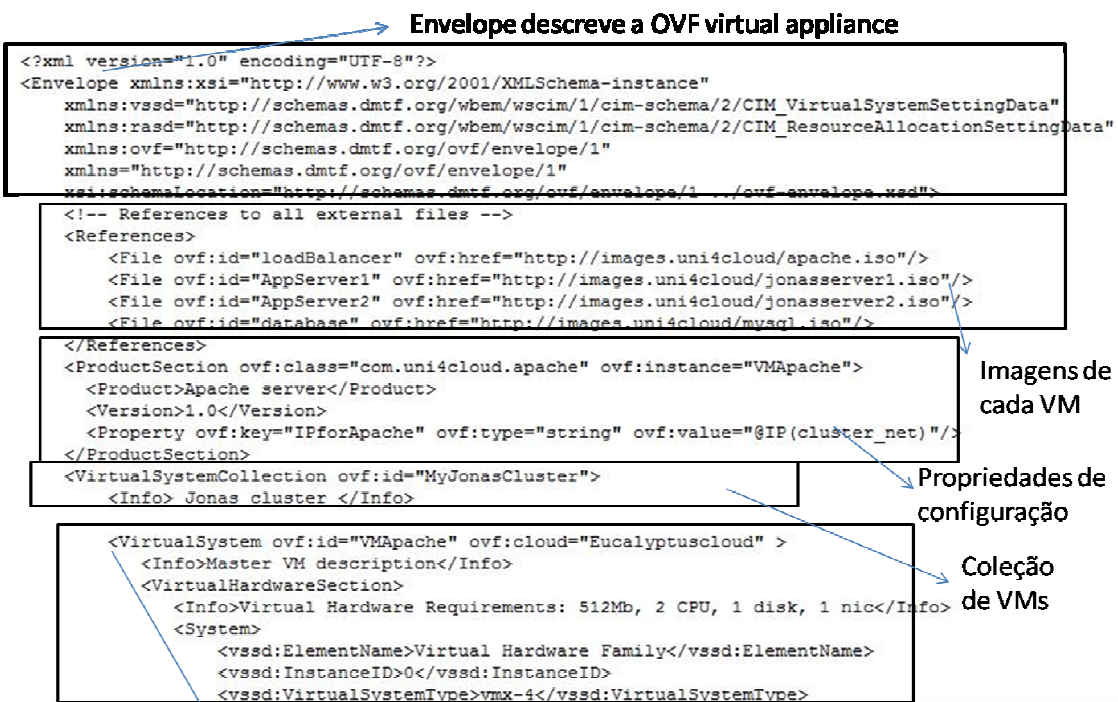 Envelope descreve a OVF virtual appliance
<?xml version="1.0" encoding="UTF-8"?>
<Envelope xmlns:xsi="http://www.w3.org/2001/XMLSchema-instance"
xmlns:vssd="http://schemas.dmtf.org/wbem/wscim/1/cim-schema/2/CIM_VirtualSystemSettingData"
xmlns:rasd="http://schemas.dmtf.org/wbem/wscim/1/cim-schema/2/CIM_ResourceAllocationSettingData"
xmlns:ovf="http://schemas.dmtf.org/ovf/envelope/1"
xmlns="http://schemas.dmtf.org/ovf/envelope/1"
xsi:schemaLocation="http://schemas.dmtf.org/ovf/envelope/1 ../ovf-envelope.xsd">
<!-- References to all external files -->
<References>
<File ovf:id="loadBalancer" ovf:href="http://images.uni4cloud/apache.iso"/>
<File ovf:id="AppServer1" ovf:href="http://images.uni4cloud/jonasserver1.iso"/>
<File ovf:id="AppServer2" ovf:href="http://images.uni4cloud/jonasserver2.iso"/>
<File ovf:id="database" ovf:href="http://images.uni4cloud/mysql.iso"/>
</References>
<ProductSection ovf:class="com.uni4cloud.apache" ovf:instance="VMApache">
<Product>Apache server</Product>
<Version>1.0</Version>
<Property ovf:key="IPforApache" ovf:type="string" ovf:value="@IP(cluster_net)"/>
</ProductSection>
<VirtualSystemCollection ovf:id="MyJonasCluster">
<Info> Jonas cluster </Info>
<VirtualSystem ovf:id="VMApache" ovf:cloud="Eucalyptuscloud" >
<Info>Master VM description</Info>
<VirtualHardwareSection>
<Info>Virtual Hardware Requirements: 512Mb, 2 CPU, 1 disk, 1 nic</Info>
<System>
<vssd:ElementName>Virtual Hardware Family</vssd:ElementName>
<vssd:InstanceID>0</vssd:InstanceID>
<vssd:VirtualSystemType>vmx-4</vssd:VirtualSystemType>
Imagens de
cada VM
Propriedades de
configuração
Coleção
de VMs